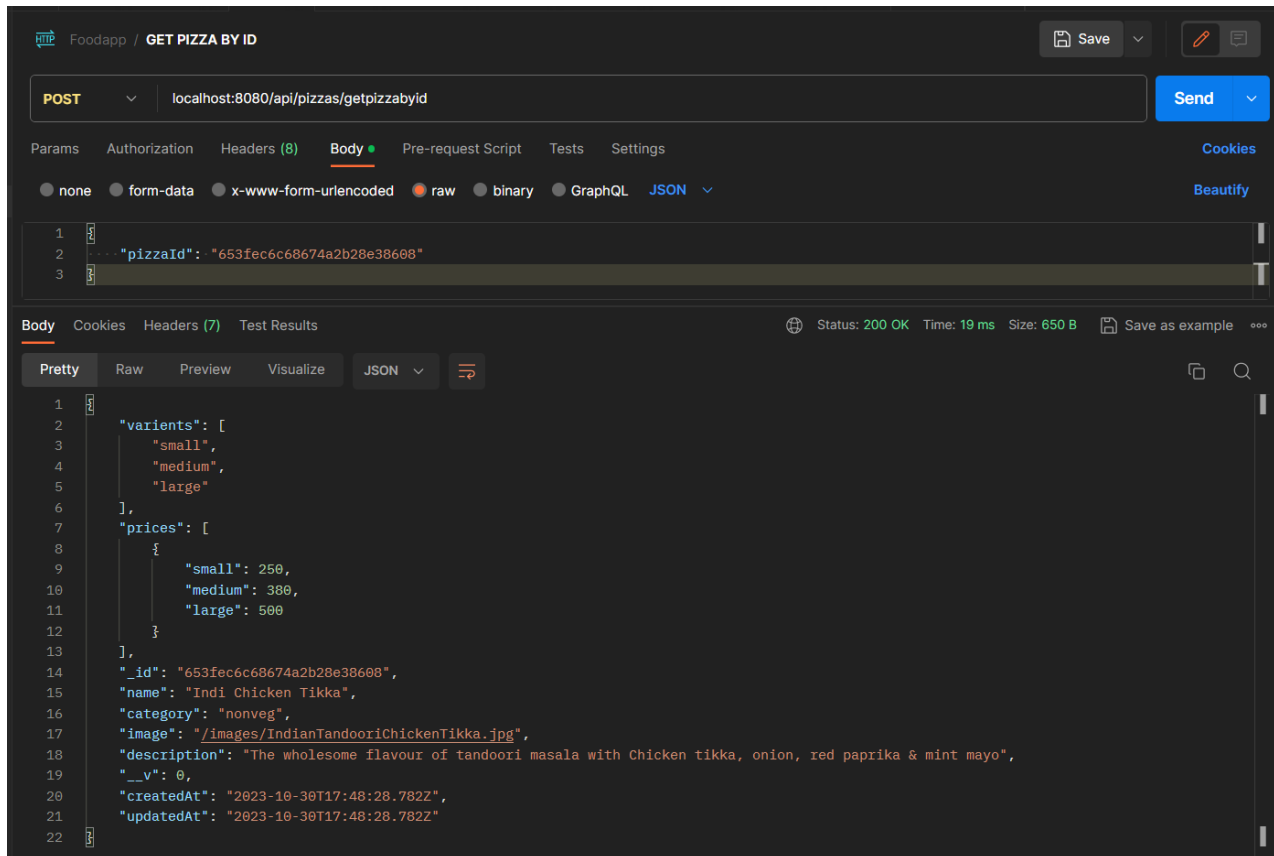 HTTP Foodapp / GET PIZZA BY ID Save
POST localhost:8080/api/pizzas/getpizzabyid Send
Params Authorization Headers (8) Body Pre-request Script Tests Settings Cookies
none form-data x-www-form-urlencoded raw binary GraphQL JSON Beautify
1 {
2 "pizzaId": "653fec6c68674a2b28e38608"
3 }
Body Cookies Headers (7) Test Results Status: 200 OK Time: 19 ms Size: 650 B Save as example
Pretty Raw Preview Visualize JSON
1 {
2 "varients": [
3 "small",
4 "medium",
5 "large"
6 ],
7 "prices": [
8 {
9 "small": 250,
10 "medium": 380,
11 "large": 500
12 }
13 ],
14 "_id": "653fec6c68674a2b28e38608",
15 "name": "Indi Chicken Tikka",
16 "category": "nonveg",
17 "image": "/images/IndianTandooriChickenTikka.jpg",
18 "description": "The wholesome flavour of tandoori masala with Chicken tikka, onion, red paprika & mint mayo",
19 "__v": 0,
20 "createdAt": "2023-10-30T17:48:28.782Z",
21 "updatedAt": "2023-10-30T17:48:28.782Z"
22 }